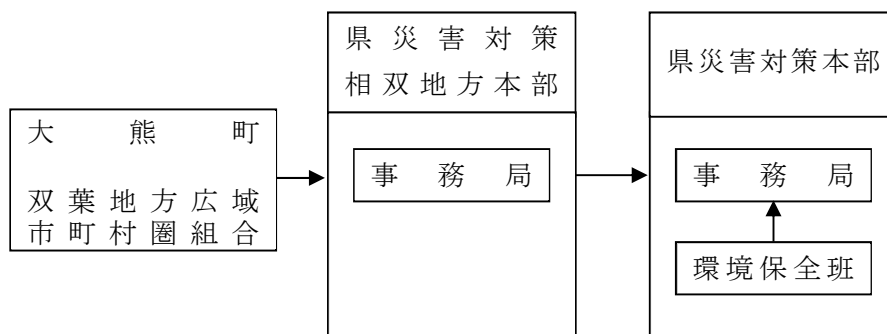 大熊町
双葉地方広域
市町村圏組合
県災害対策
相双地方本部
事務局
県災害対策本部
事務局
環境保全班